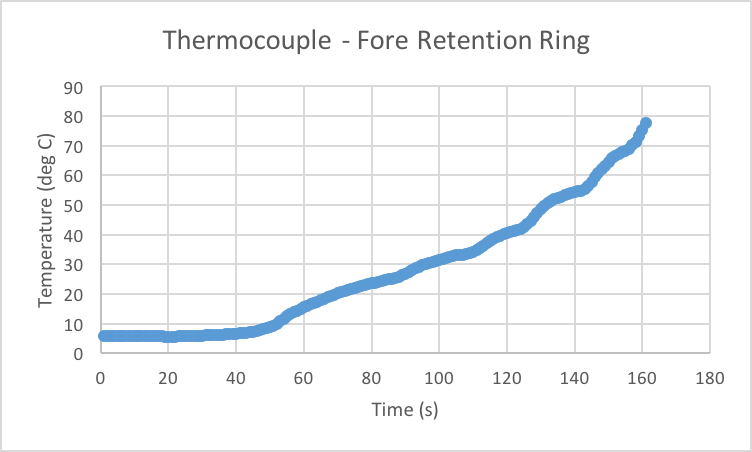 Thermocouple - Fore Retention Ring
90
80
70
60
50
40
30
20
10
0
Temperature (deg C)
0 20 40 60 80 100 120 140 160 180
Time (s)